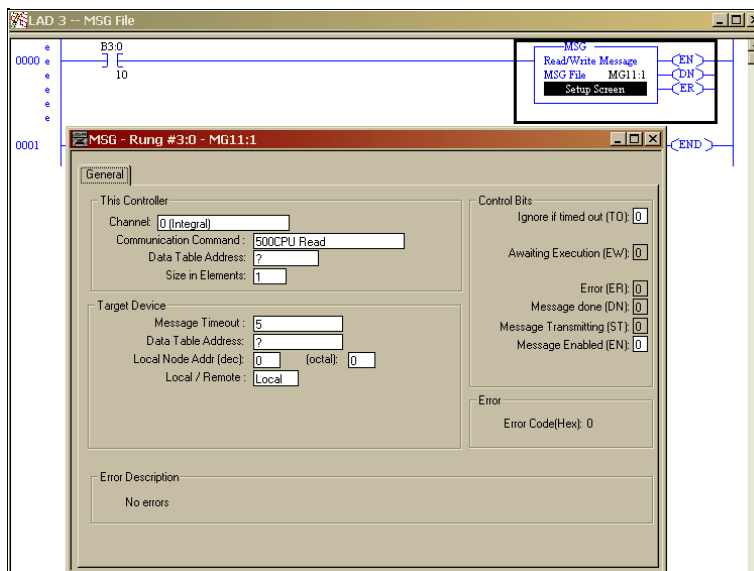 LAD 3 -- MSG File
e
0000 e
e
e
e
e
B3:0
10
MSG
Read/Write Message
MSG File MG11:1
Setup Screen
EN
DN
ER
0001
END
MSG - Rung #3:0 - MG11:1
General
This Controller
Channel: 0 (Integral)
Communication Command : 500CPU Read
Data Table Address: ?
Size in Elements: 1
Target Device
Message Timeout : 5
Data Table Address: ?
Local Node Addr (dec): 0 (octal): 0
Local / Remote : Local
Control Bits
Ignore if timed out (TO): 0
Awaiting Execution (EW): 0
Error (ER): 0
Message done (DN): 0
Message Transmitting (ST): 0
Message Enabled (EN): 0
Error
Error Code(Hex): 0
Error Description
No errors